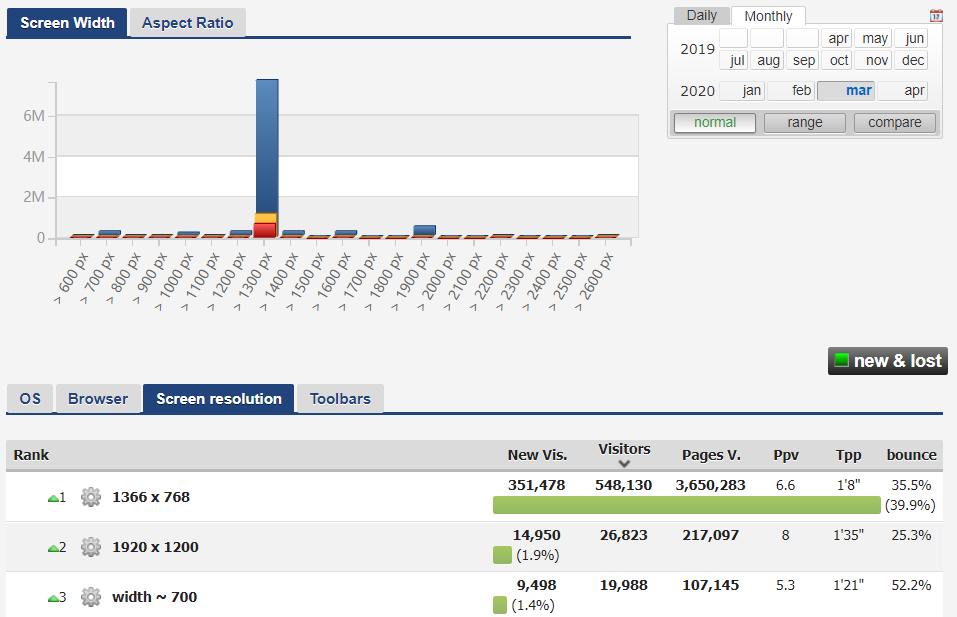 Screen Width Aspect Ratio
Daily Monthly
17
2019 apr may jun
jul aug sep oct nov dec
2020 jan feb mar apr
normal range compare
6M
4M
2M
0
> 600 px
> 700 px
> 800 px
> 900 px
> 1000 px
> 1100 px
> 1200 px
> 1300 px
> 1400 px
> 1500 px
> 1600 px
> 1700 px
> 1800 px
> 1900 px
> 2000 px
> 2100 px
> 2200 px
> 2300 px
> 2400 px
> 2500 px
> 2600 px
new & lost
OS Browser Screen resolution Toolbars
Rank New Vis. Visitors Pages V. Ppv Tpp bounce
1 1366 x 768 351,478 548,130 3,650,283 6.6 1'8" 35.5%
(39.9%)
2 1920 x 1200 14,950 26,823 217,097 8 1'35" 25.3%
(1.9%)
3 width ~ 700 9,498 19,988 107,145 5.3 1'21" 52.2%
(1.4%)